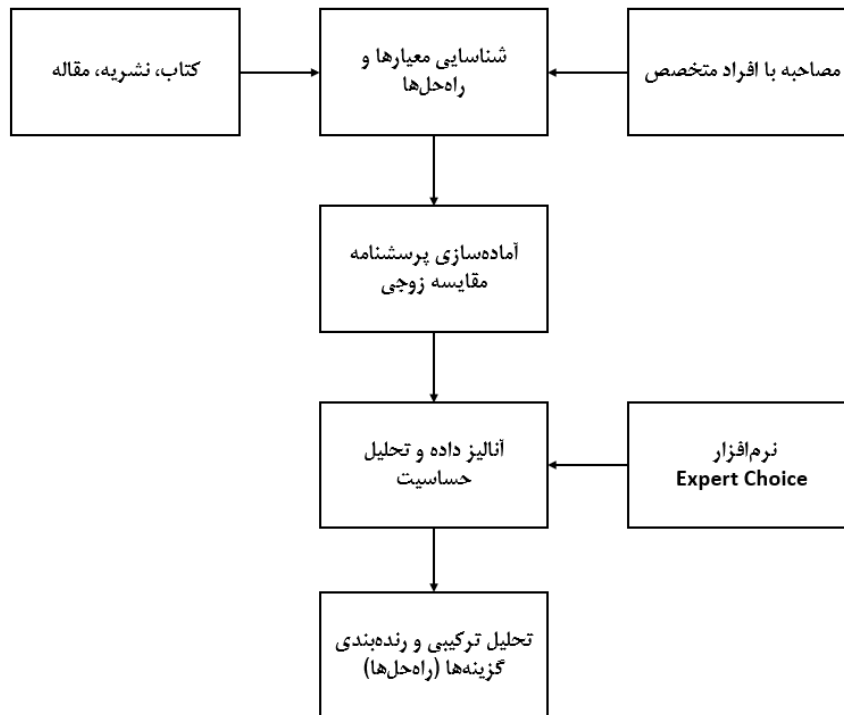 مصاحبه با افراد متخصص
شناسایی معیارها و
راه‌حل‌ها
کتاب، نشریه، مقاله
آماده‌سازی پرسشنامه
مقایسه زوجی
آنالیز داده و تحلیل
حساسیت
نرم‌افزار
Expert Choice
تحلیل ترکیبی و رنده‌بندی
گزینه‌ها (راه‌حل‌ها)